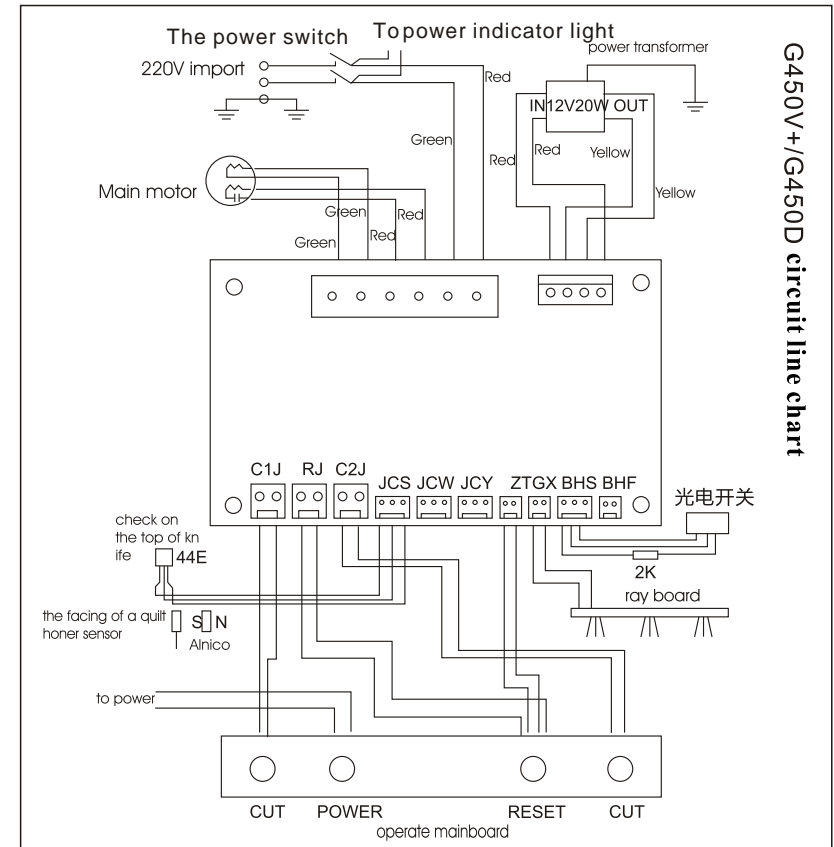 G450V+/G450D circuit line chart
The power switch
To power indicator light
220V import
power transformer
Red
IN12V20W OUT
Green
Red
Red
Yellow
Yellow
Main motor
Green
Red
Green
Red
C1J
RJ
C2J
JCS
JCW
JCY
ZTGX
BHS
BHF
光电开关
check on
the top of kn
ife
44E
2K
ray board
the facing of a quilt
honer sensor
S N
Alnico
to power
CUT
POWER
RESET
CUT
operate mainboard